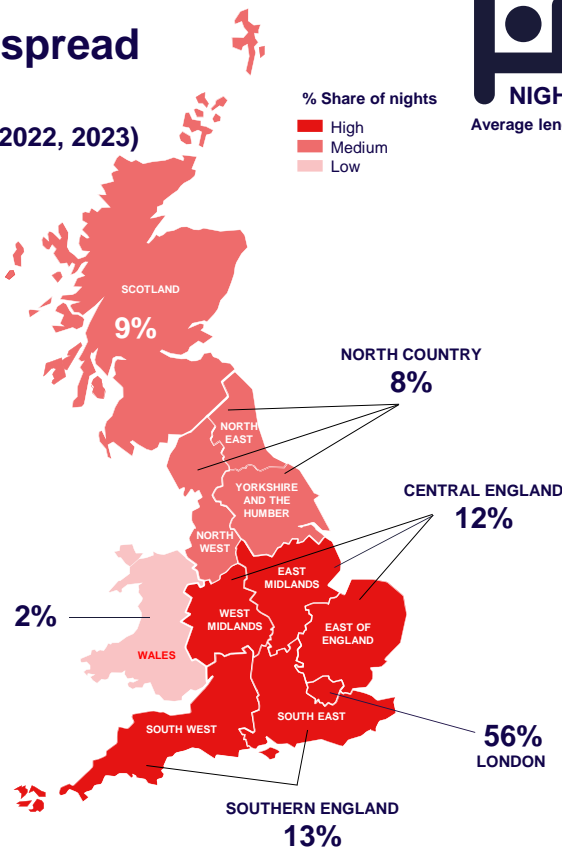 spread
2022, 2023)
% Share of nights
High
Medium
Low
NIGH
Average len
SCOTLAND
9%
NORTH COUNTRY
8%
NORTH
EAST
YORKSHIRE
AND THE
HUMBER
CENTRAL ENGLAND
12%
NORTH
WEST
EAST
MIDLANDS
2%
WEST
MIDLANDS
EAST OF
ENGLAND
WALES
SOUTH WEST
SOUTH EAST
56%
LONDON
SOUTHERN ENGLAND
13%